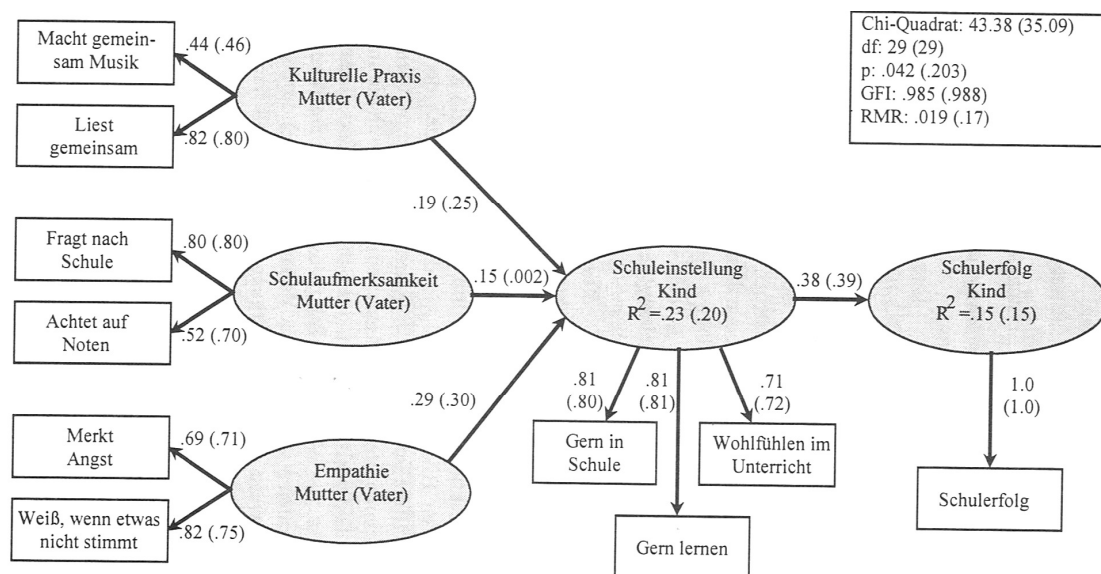 Macht gemein-
sam Musik
.44 (.46)
Kulturelle Praxis
Mutter (Vater)
Liest
gemeinsam
.82 (.80)
Chi-Quadrat: 43.38 (35.09)
df: 29 (29)
p: .042 (.203)
GFI: .985 (.988)
RMR: .019 (.17)
.19 (.25)
Fragt nach
Schule
.80 (.80)
Schulaufmerksamkeit
Mutter (Vater)
.15 (.002)
Achtet auf
Noten
.52 (.70)
Schuleinstellung
Kind
R2 =.23 (.20)
.38 (.39)
Schulerfolg
Kind
R2 =.15 (.15)
.29 (.30)
Merkt
Angst
.69 (.71)
Empathie
Mutter (Vater)
Weiß, wenn etwas
nicht stimmt
.82 (.75)
.81
(.80)
.81
(.81)
.71
(.72)
1.0
(1.0)
Gern in
Schule
Wohlfühlen im
Unterricht
Gern lernen
Schulerfolg